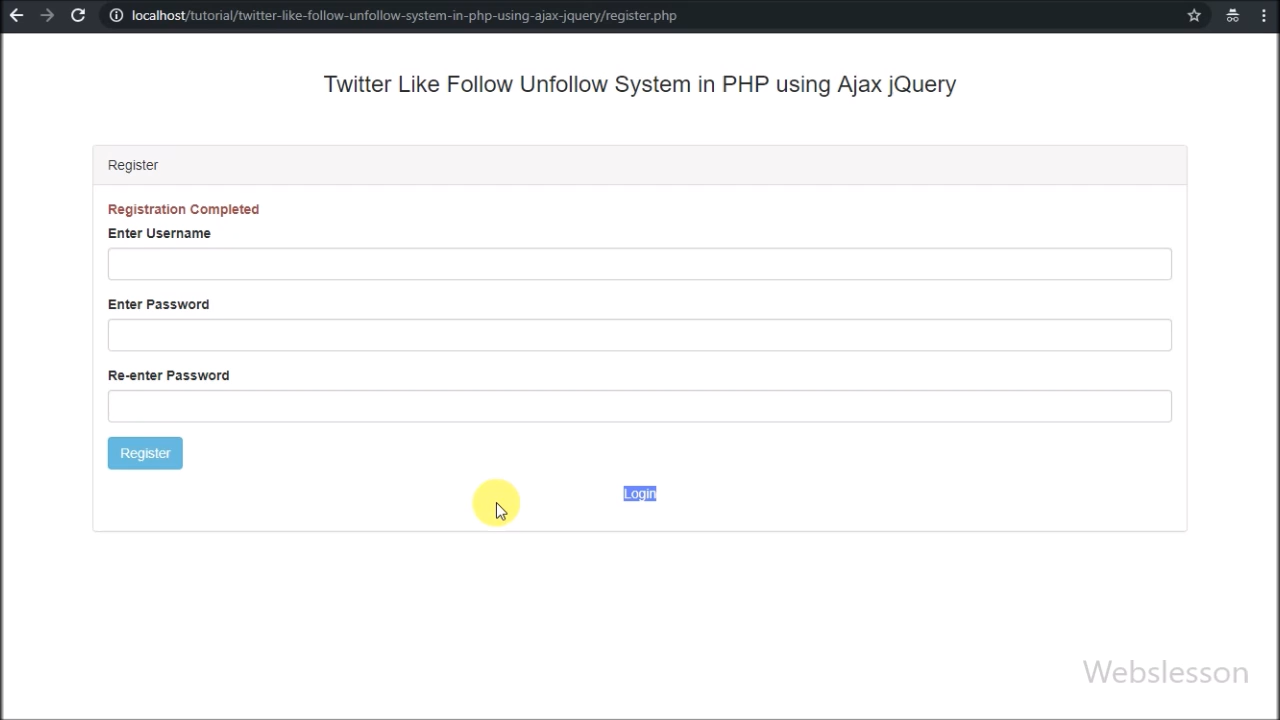 localhost/tutorial/twitter-like-follow-unfollow-system-in-php-using-ajax-jquery/register.php
Twitter Like Follow Unfollow System in PHP using Ajax jQuery
Register
Registration Completed
Enter Username
Enter Password
Re-enter Password
Register
Login
Webslesson